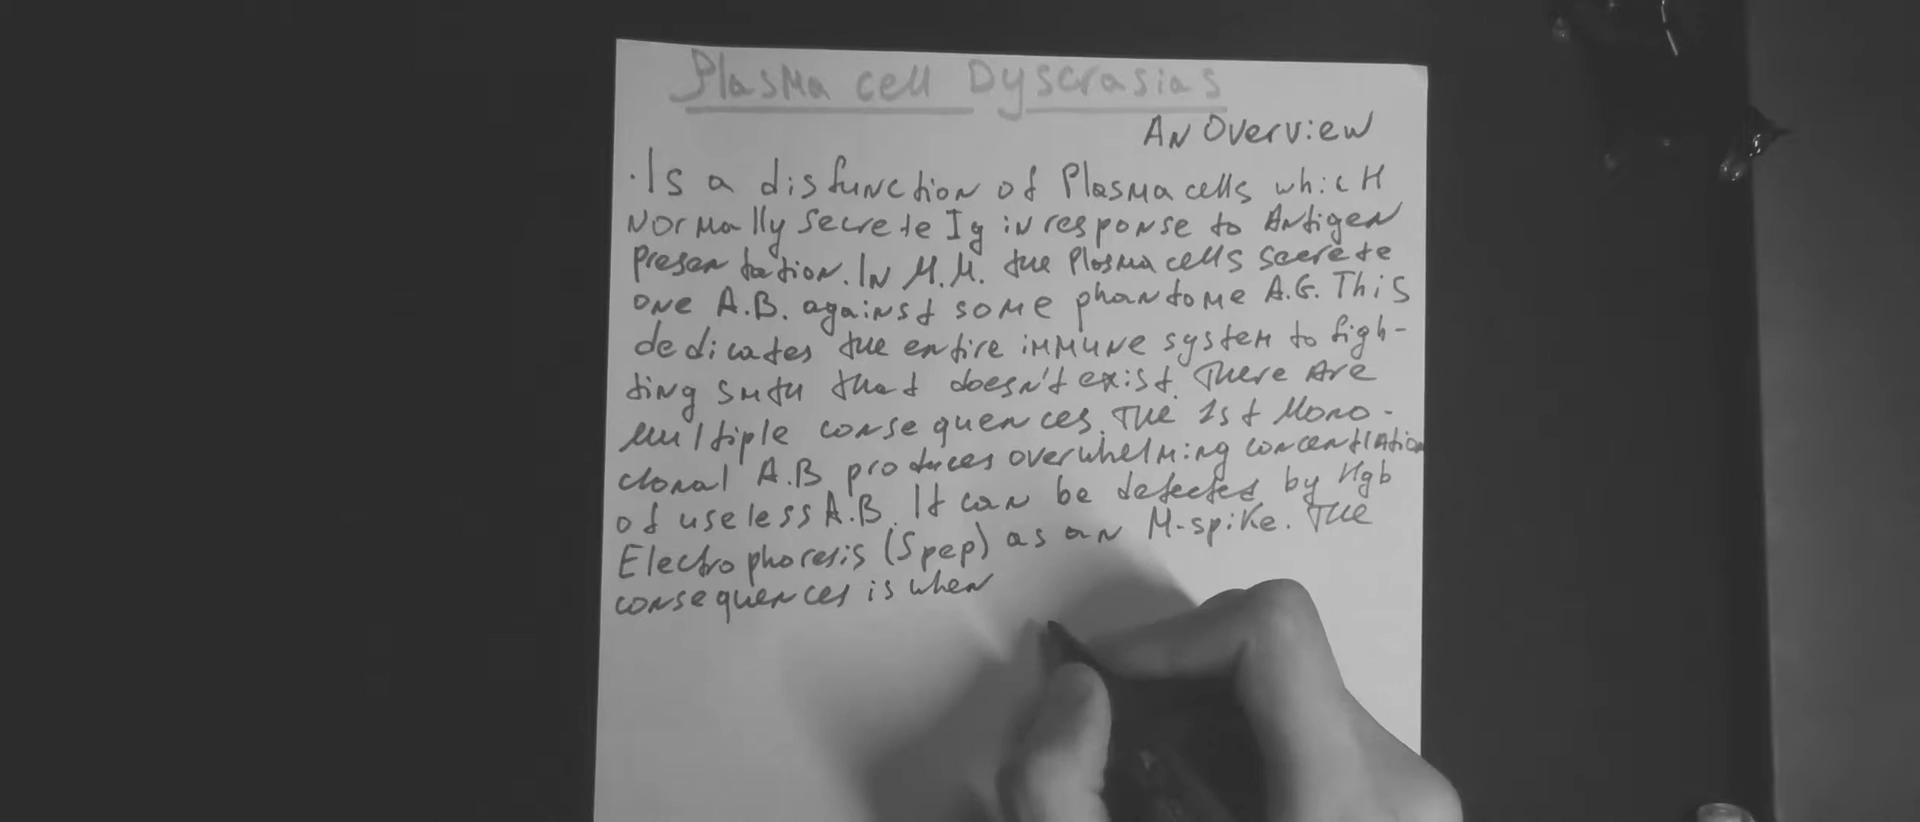 Plasma cell Dyscrasias
An Overview
. Is a disfunction of Plasma cells which
Normally secrete Ig in response to Antigen
presentation. In M.M. the Plasma cells secrete
one A.B. against some phantome A.G. This
dedicates the entire immune system to figh-
ting smth that doesn't exist. There Are
multiple consequences. The 1st Mono-
clonal A.B. produces overwhelming concentration
of useless A.B. It can be detected by Hgb
Electrophoresis (Spep) as an M-spike. The
consequences is when